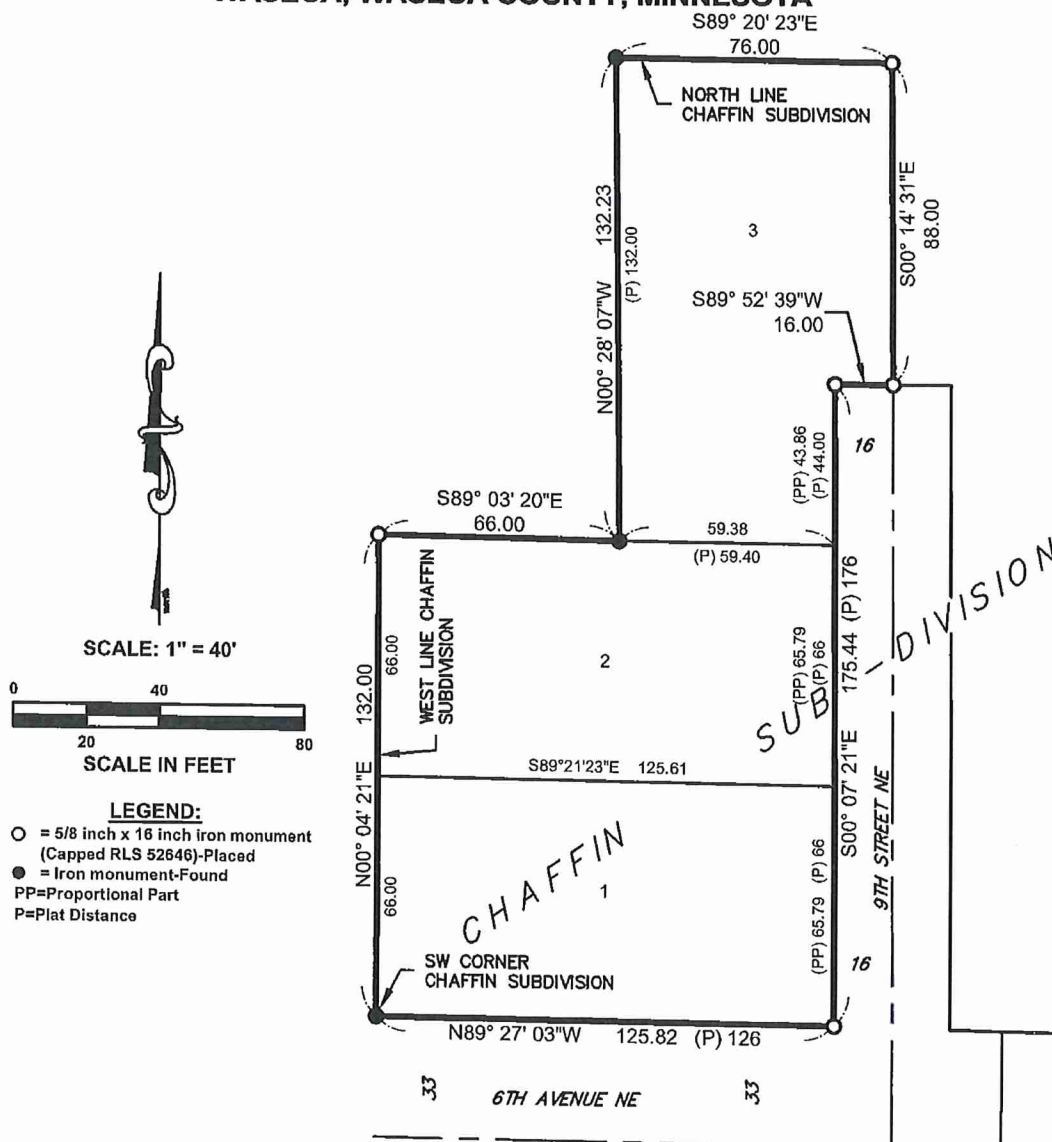 S89° 20' 23"E
76.00
NORTH LINE
CHAFFIN SUBDIVISION
S00° 14' 31"E
88.00
N00° 28' 07"W 132.23
(P) 132.00
3
S89° 52' 39"W
16.00
16
(PP) 43.86
(P) 44.00
S89° 03' 20"E
66.00
59.38
(P) 59.40
SCALE: 1" = 40'
0
40
20
80
SCALE IN FEET
LEGEND:
= 5/8 inch x 16 inch iron monument
(Capped RLS 52646)-Placed
= Iron monument-Found
PP=Proportional Part
P=Plat Distance
N00° 04' 21"E 132.00
66.00
WEST LINE CHAFFIN
SUBDIVISION
2
(PP) 65.79
(P) 66
S00° 07' 21"E 175.44 (P) 176
S89°21'23"E 125.61
66.00
1
(PP) 65.79 (P) 66
CHAFFIN SUB - DIVISION
9TH STREET NE
16
SW CORNER
CHAFFIN SUBDIVISION
N89° 27' 03"W 125.82 (P) 126
33
6TH AVENUE NE
33